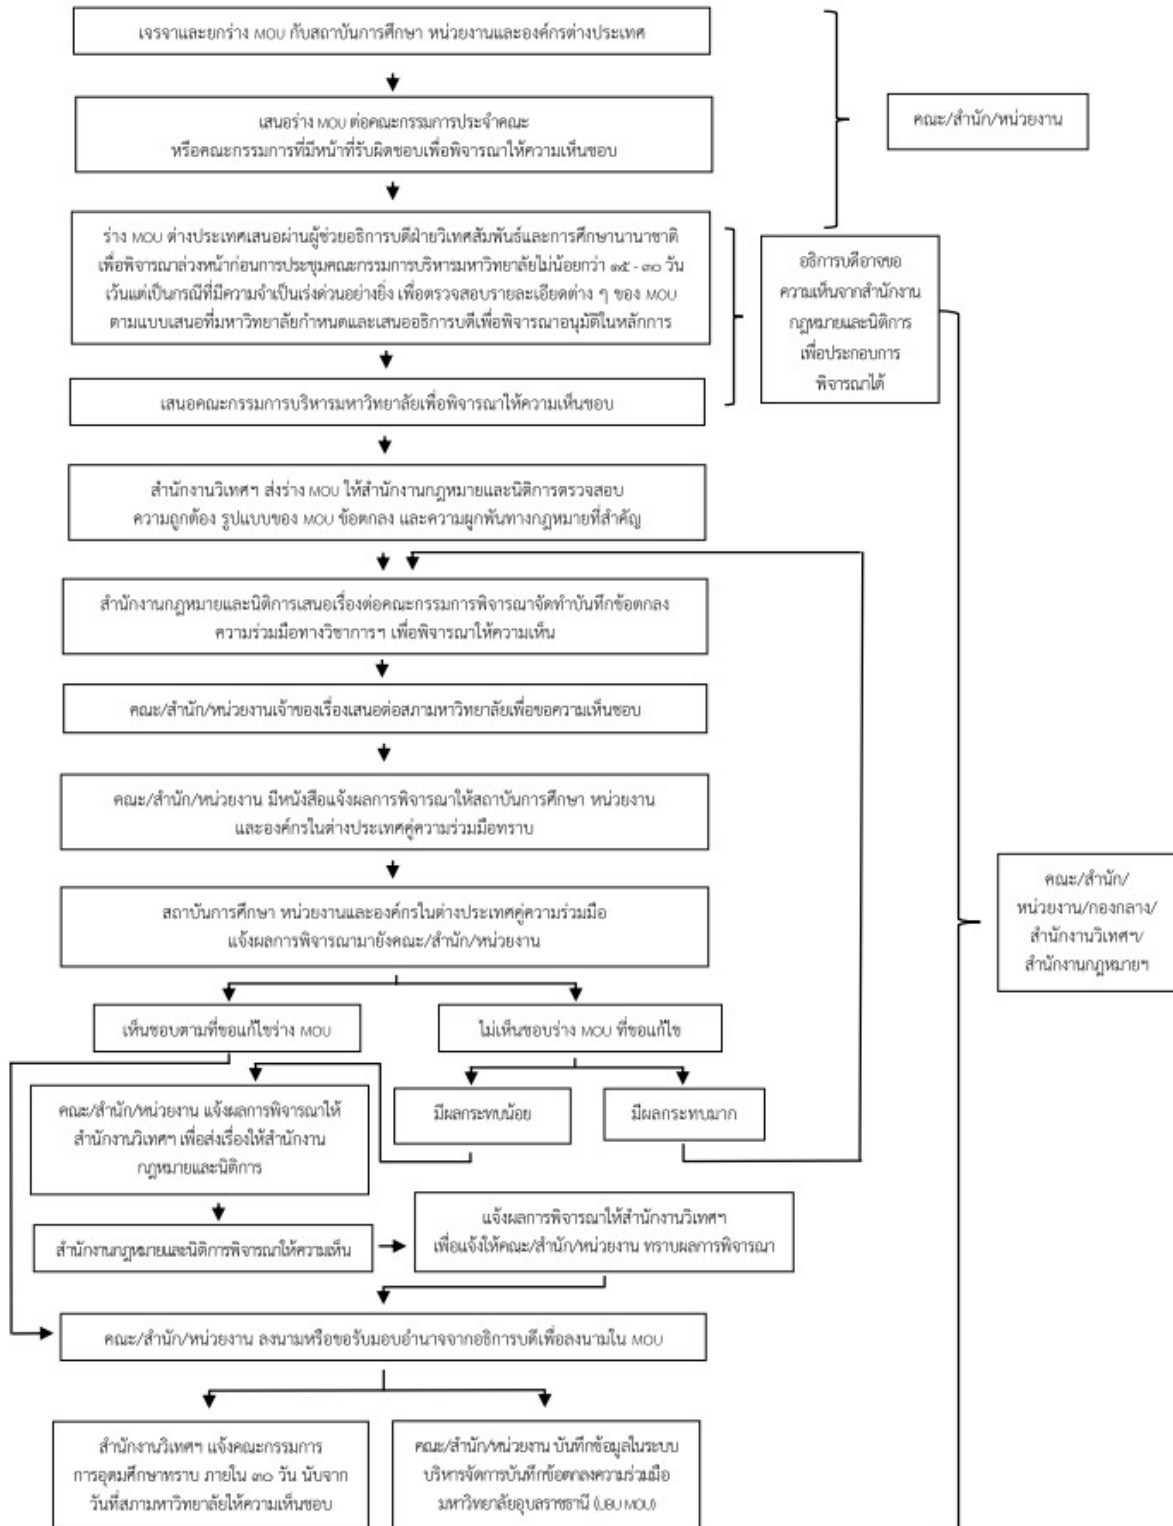 เจรจาและยกร่าง MOU กับสถาบันการศึกษา หน่วยงานและองค์กรต่างประเทศ
เสนอร่าง MOU ต่อคณะกรรมการประจำคณะ
หรือคณะกรรมการที่มีหน้าที่รับผิดชอบเพื่อพิจารณาให้ความเห็นชอบ
คณะ/สำนัก/หน่วยงาน
ร่าง MOU ต่างประเทศเสนอผ่านผู้ช่วยอธิการบดีฝ่ายวิเทศสัมพันธ์และการศึกษานานาชาติ
เพื่อพิจารณาล่วงหน้าก่อนการประชุมคณะกรรมการบริหารมหาวิทยาลัยไม่น้อยกว่า ๑๕ - ๓๐ วัน
เว้นแต่เป็นกรณีที่มีความจำเป็นเร่งด่วนอย่างยิ่ง เพื่อตรวจสอบรายละเอียดต่าง ๆ ของ MOU
ตามแบบเสนอที่มหาวิทยาลัยกำหนดและเสนออธิการบดีเพื่อพิจารณาอนุมัติในหลักการ
อธิการบดีอาจขอ
ความเห็นจากสำนักงาน
กฎหมายและนิติการ
เพื่อประกอบการ
พิจารณาได้
เสนอคณะกรรมการบริหารมหาวิทยาลัยเพื่อพิจารณาให้ความเห็นชอบ
สำนักงานวิเทศฯ ส่งร่าง MOU ให้สำนักงานกฎหมายและนิติการตรวจสอบ
ความถูกต้อง รูปแบบของ MOU ข้อตกลง และความผูกพันทางกฎหมายที่สำคัญ
สำนักงานกฎหมายและนิติการเสนอเรื่องต่อคณะกรรมการพิจารณาจัดทำบันทึกข้อตกลง
ความร่วมมือทางวิชาการฯ เพื่อพิจารณาให้ความเห็น
คณะ/สำนัก/หน่วยงานเจ้าของเรื่องเสนอต่อสภามหาวิทยาลัยเพื่อขอความเห็นชอบ
คณะ/สำนัก/หน่วยงาน มีหนังสือแจ้งผลการพิจารณาให้สถาบันการศึกษา หน่วยงาน
และองค์กรในต่างประเทศคู่ความร่วมมือทราบ
สถาบันการศึกษา หน่วยงานและองค์กรในต่างประเทศคู่ความร่วมมือ
แจ้งผลการพิจารณามายังคณะ/สำนัก/หน่วยงาน
คณะ/สำนัก/
หน่วยงาน/กองกลาง/
สำนักงานวิเทศฯ/
สำนักงานกฎหมายฯ
เห็นชอบตามที่ขอแก้ไขร่าง MOU
ไม่เห็นชอบร่าง MOU ที่ขอแก้ไข
มีผลกระทบน้อย
มีผลกระทบมาก
คณะ/สำนัก/หน่วยงาน แจ้งผลการพิจารณาให้
สำนักงานวิเทศฯ เพื่อส่งเรื่องให้สำนักงาน
กฎหมายและนิติการ
สำนักงานกฎหมายและนิติการพิจารณาให้ความเห็น
แจ้งผลการพิจารณาให้สำนักงานวิเทศฯ
เพื่อแจ้งให้คณะ/สำนัก/หน่วยงาน ทราบผลการพิจารณา
คณะ/สำนัก/หน่วยงาน ลงนามหรือขอรับมอบอำนาจจากอธิการบดีเพื่อลงนามใน MOU
สำนักงานวิเทศฯ แจ้งคณะกรรมการ
การอุดมศึกษาทราบ ภายใน ๓๐ วัน นับจาก
วันที่สภามหาวิทยาลัยให้ความเห็นชอบ
คณะ/สำนัก/หน่วยงาน บันทึกข้อมูลในระบบ
บริหารจัดการบันทึกข้อตกลงความร่วมมือ
มหาวิทยาลัยอุบลราชธานี (UBU MOU)